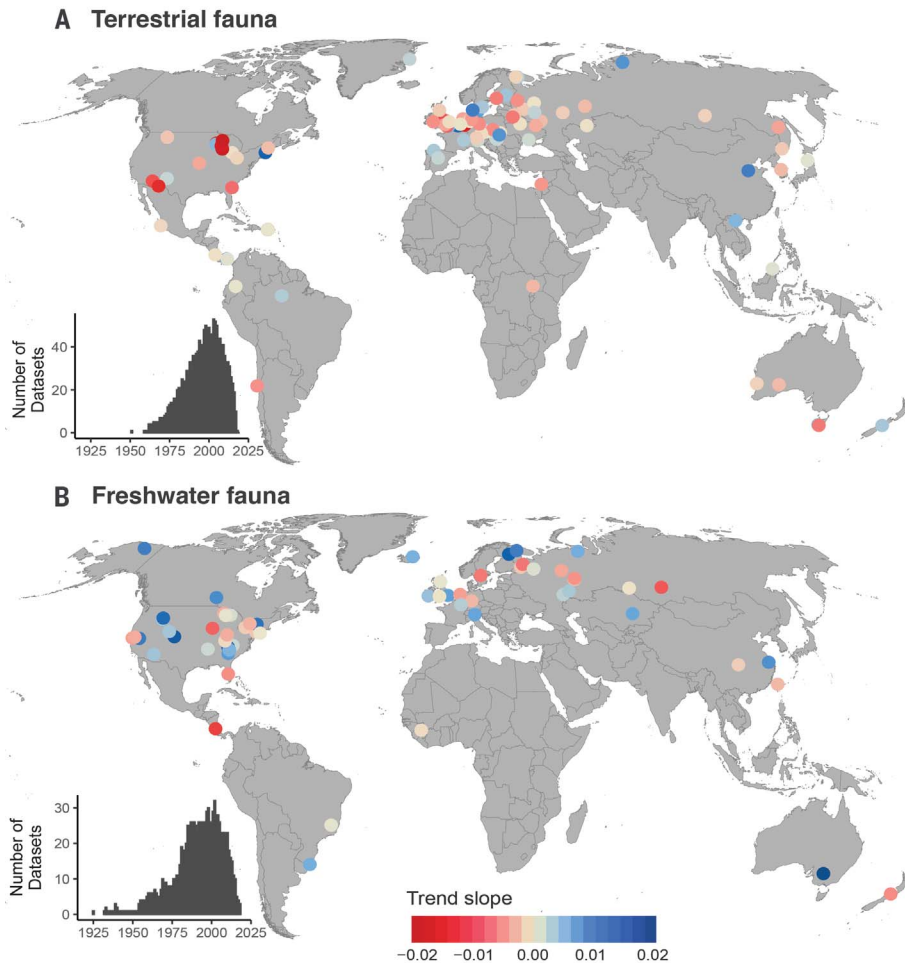 A Terrestrial fauna
Number of
Datasets
40
20
0
1925 1950 1975 2000 2025
B Freshwater fauna
Number of
Datasets
30
20
10
0
1925 1950 1975 2000 2025
Trend slope
−0.02 −0.01 0.00 0.01 0.02